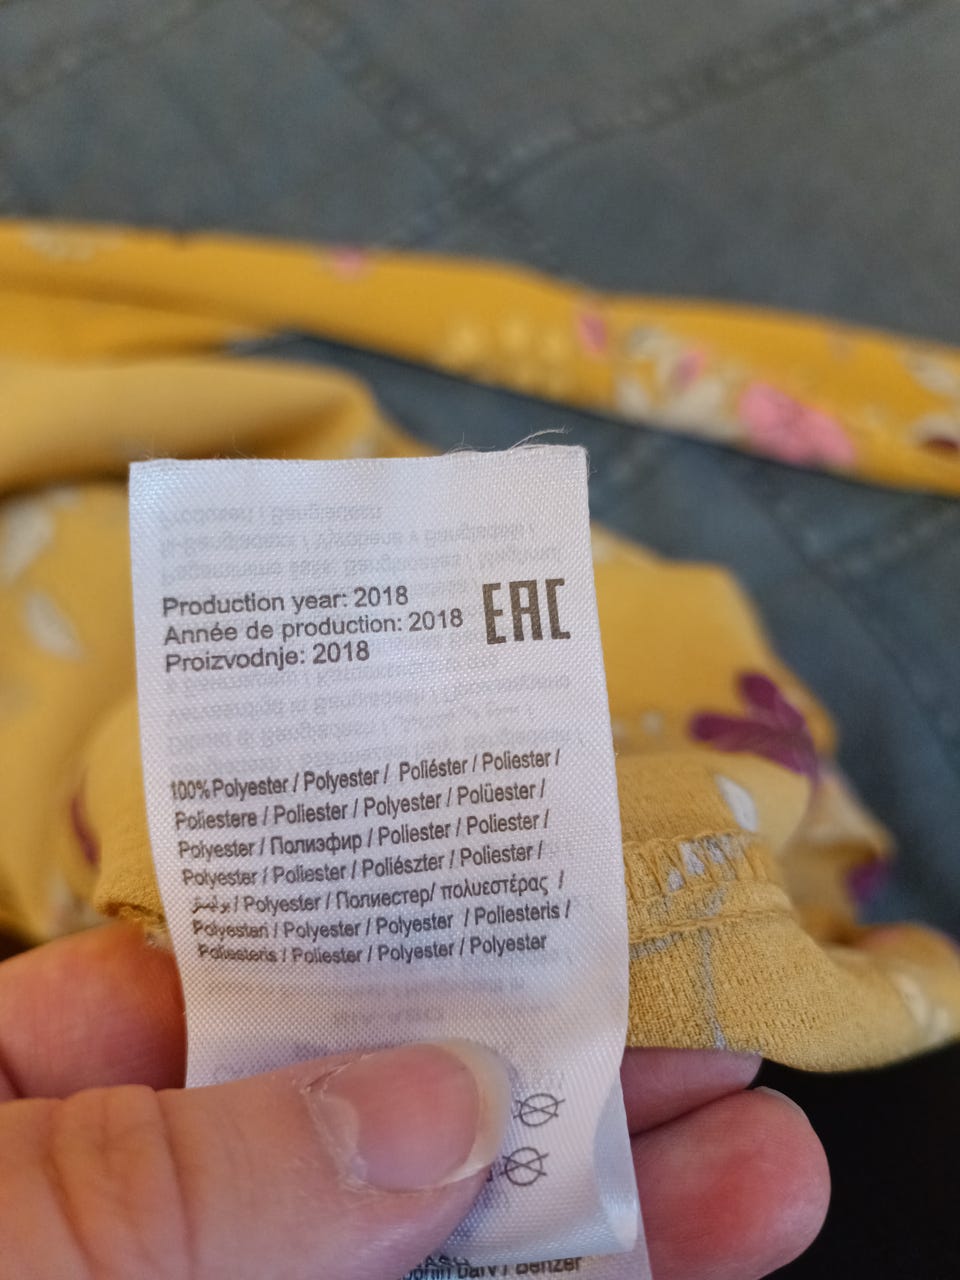 Production year: 2018
Année de production: 2018
Proizvodnje: 2018
EAC
100% Polyester / Polyester / Poliéster / Poliester /
Poliestere / Poliester / Polyester / Polüester /
Polyester / Полиэфир / Poliester / Poliester /
Polyester / Poliester / Poliészter / Poliester /
/ Polyester / Полиестер/ πολυεστέρας /
Polyesteri / Polyester / Polyester / Poliesteris /
Poliesteris / Poliester / Polyester / Polyester